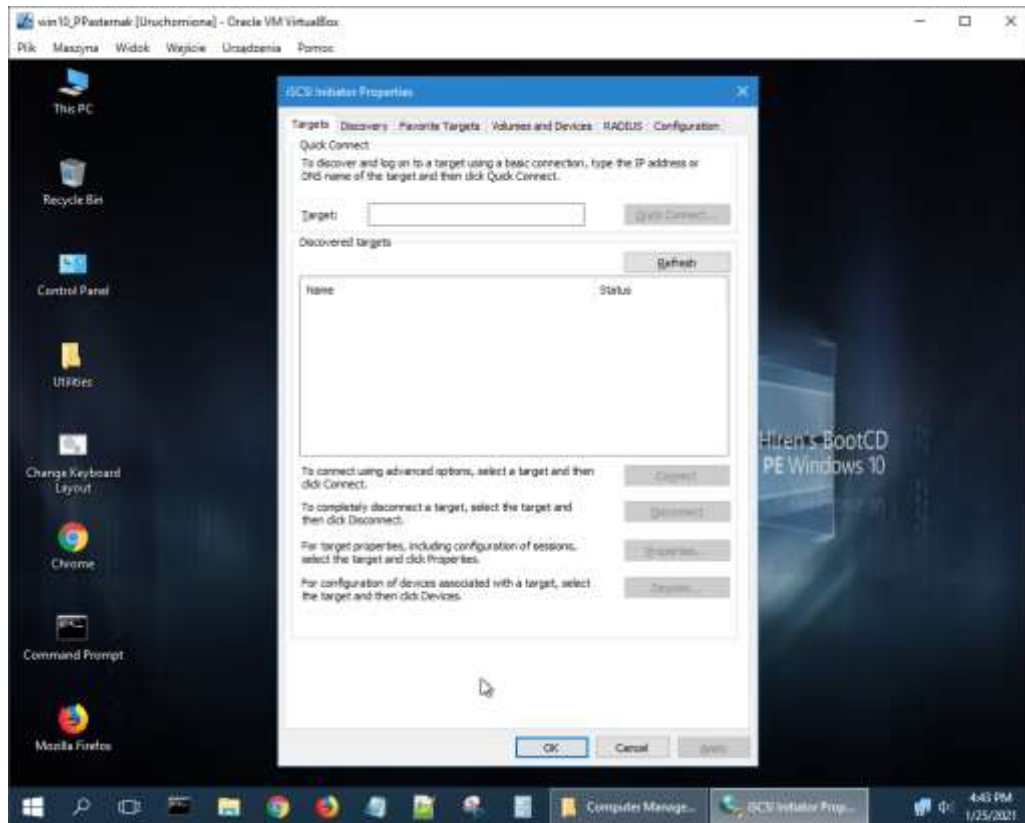 win10_PPasternak [Uruchomiona] - Oracle VM VirtualBox
Plik Maszyna Widok Wejście Urządzenia Pomoc
This PC
Recycle Bin
Control Panel
Utilities
Change Keyboard
Layout
Chrome
Command Prompt
Mozilla Firefox
iSCSI Initiator Properties
Targets Discovery Favorite Targets Volumes and Devices RADIUS Configuration
Quick Connect
To discover and log on to a target using a basic connection, type the IP address or
DNS name of the target and then click Quick Connect.
Target:
Quick Connect...
Discovered targets
Refresh
Name Status
To connect using advanced options, select a target and then
click Connect.
Connect
To completely disconnect a target, select the target and
then click Disconnect.
Disconnect
For target properties, including configuration of sessions,
select the target and click Properties.
Properties...
For configuration of devices associated with a target, select
the target and then click Devices.
Devices...
OK Cancel Apply
Hiren's BootCD
PE Windows 10
Computer Manage...
iSCSI Initiator Prop...
4:43 PM
1/25/2021